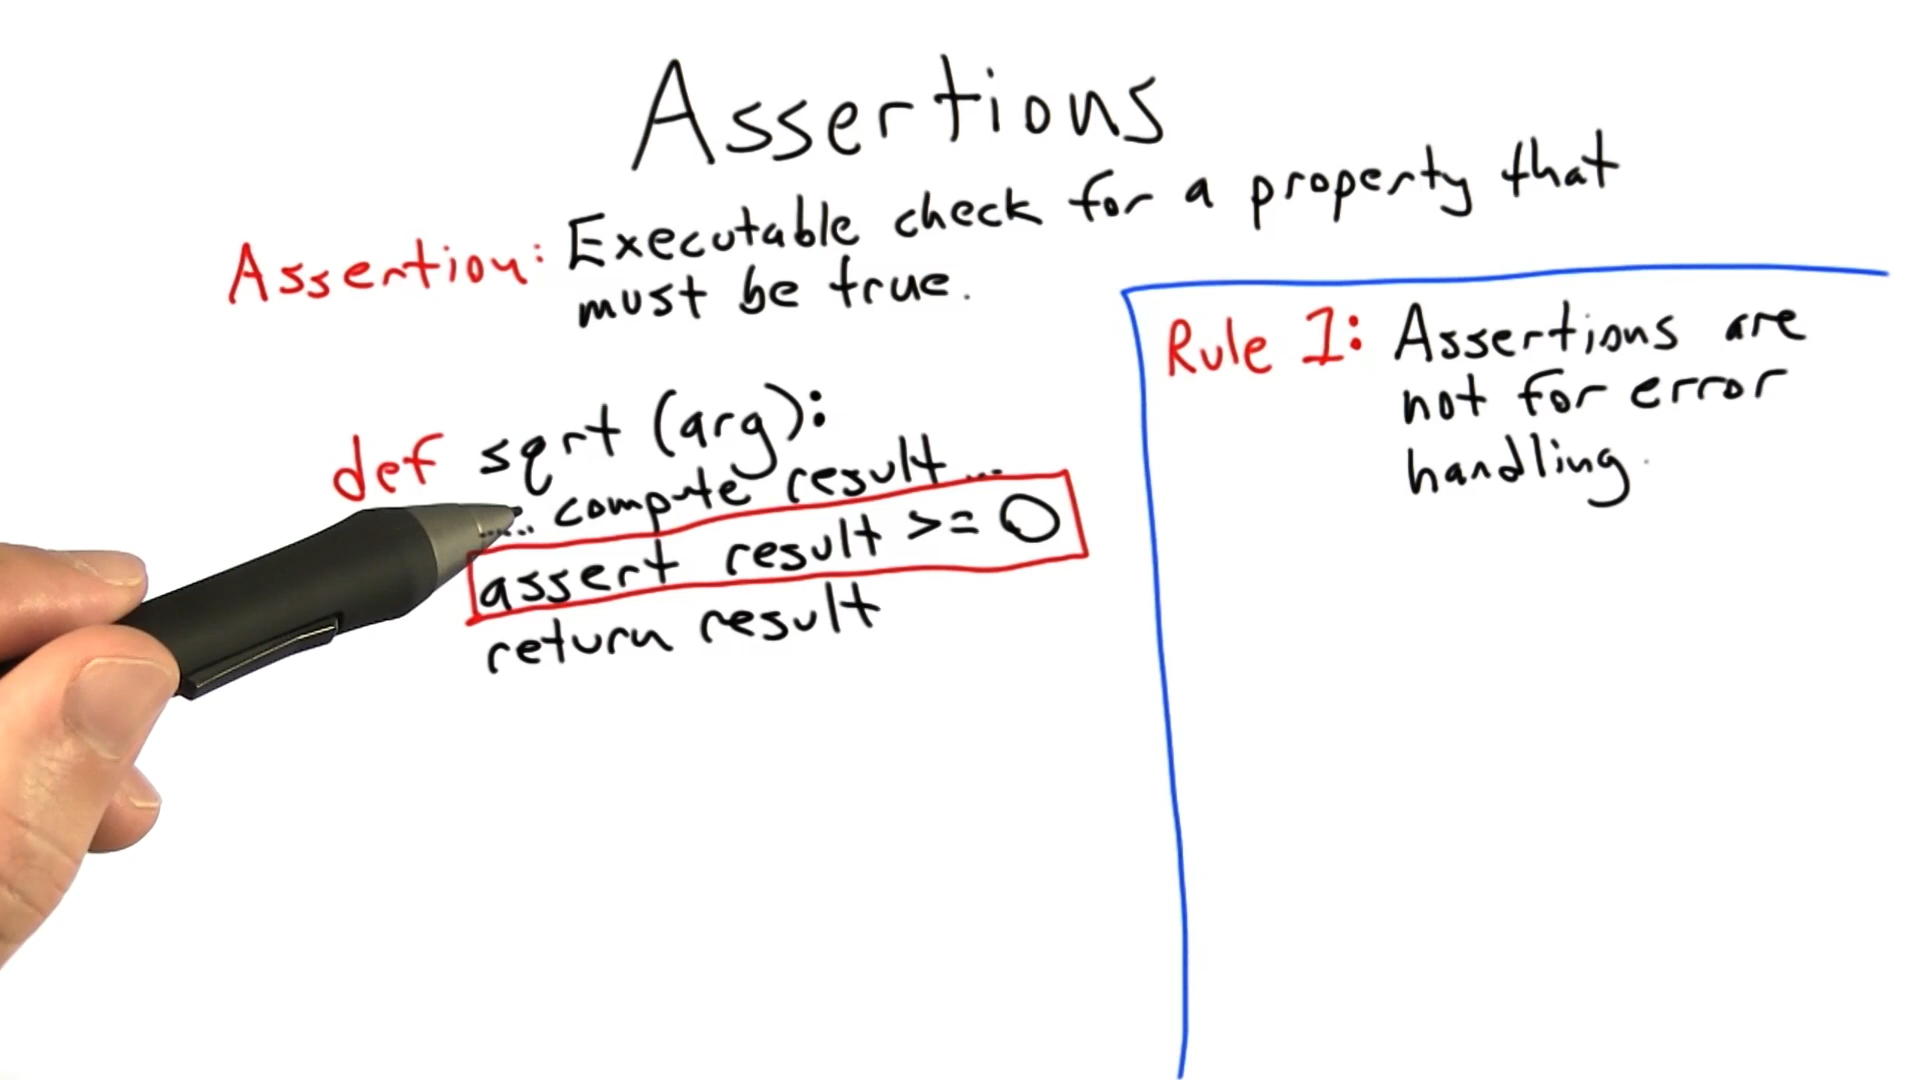 Assertions
Assertion: Executable check for a property that
must be true.
def sqrt (arg):
... compute result ...
assert result >= 0
return result
Rule 1: Assertions are
not for error
handling.